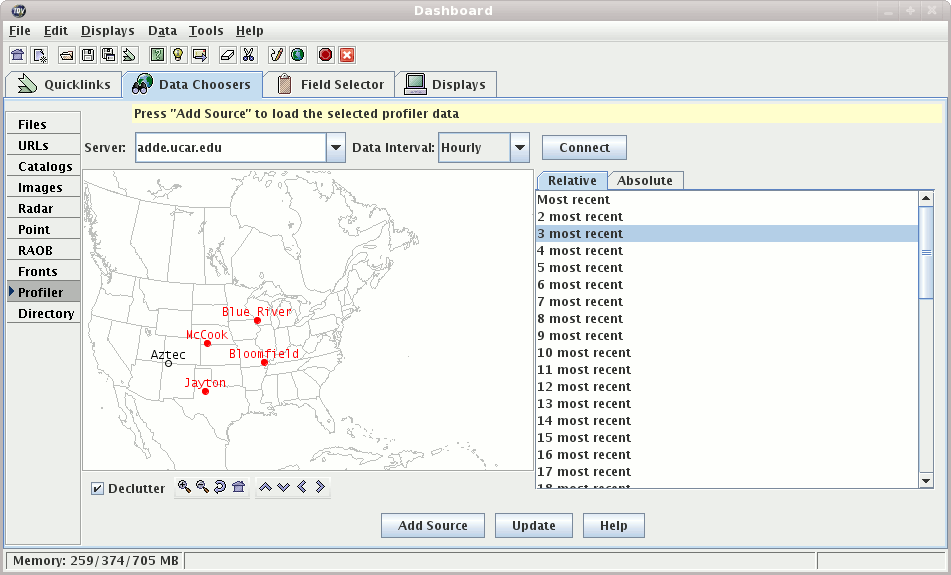 IDV
Dashboard
File Edit Displays Data Tools Help
Quicklinks Data Choosers Field Selector Displays
Press "Add Source" to load the selected profiler data
Files
URLs
Catalogs
Images
Radar
Point
RAOB
Fronts
Profiler
Directory
Server: adde.ucar.edu Data Interval: Hourly Connect
Blue River
McCook
Aztec
Bloomfield
Jayton
Relative Absolute
Most recent
2 most recent
3 most recent
4 most recent
5 most recent
6 most recent
7 most recent
8 most recent
9 most recent
10 most recent
11 most recent
12 most recent
13 most recent
14 most recent
15 most recent
16 most recent
17 most recent
18 most recent
Declutter
Add Source Update Help
Memory: 259/374/705 MB